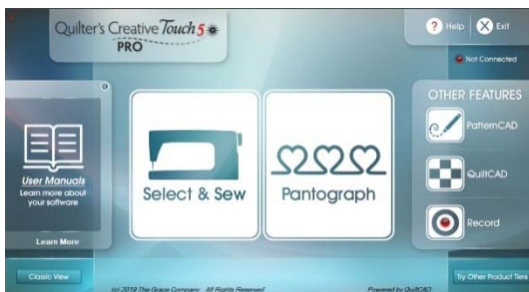 Quilter's Creative Touch 5
PRO
? Help X Exit
Not Connected
User Manuals
Learn more about
your software
Learn More
Select & Sew
Pantograph
OTHER FEATURES
PatternCAD
QuiltCAD
Record
Classic View
(c) 2019 The Grace Company. All Rights Reserved.
Powered by QuiltCAD
Try Other Product Tiers